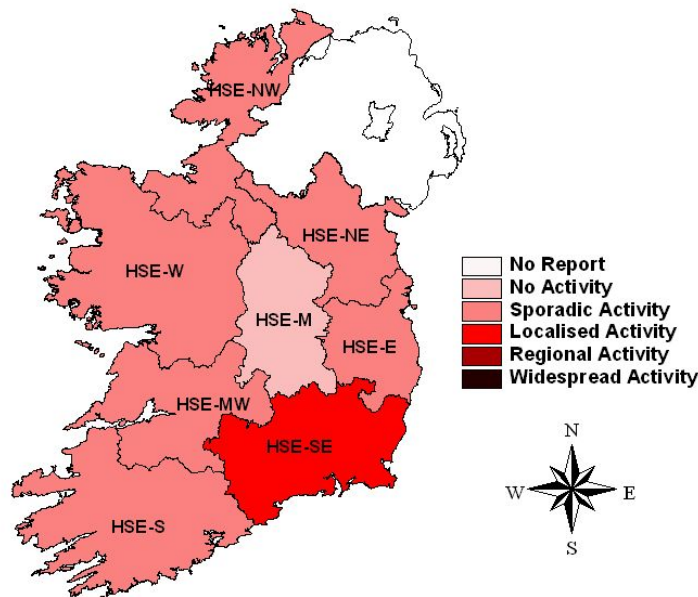 HSE-NW
HSE-NE
HSE-W
HSE-M
HSE-E
HSE-MW
HSE-SE
HSE-S
No Report
No Activity
Sporadic Activity
Localised Activity
Regional Activity
Widespread Activity
N
W E
S